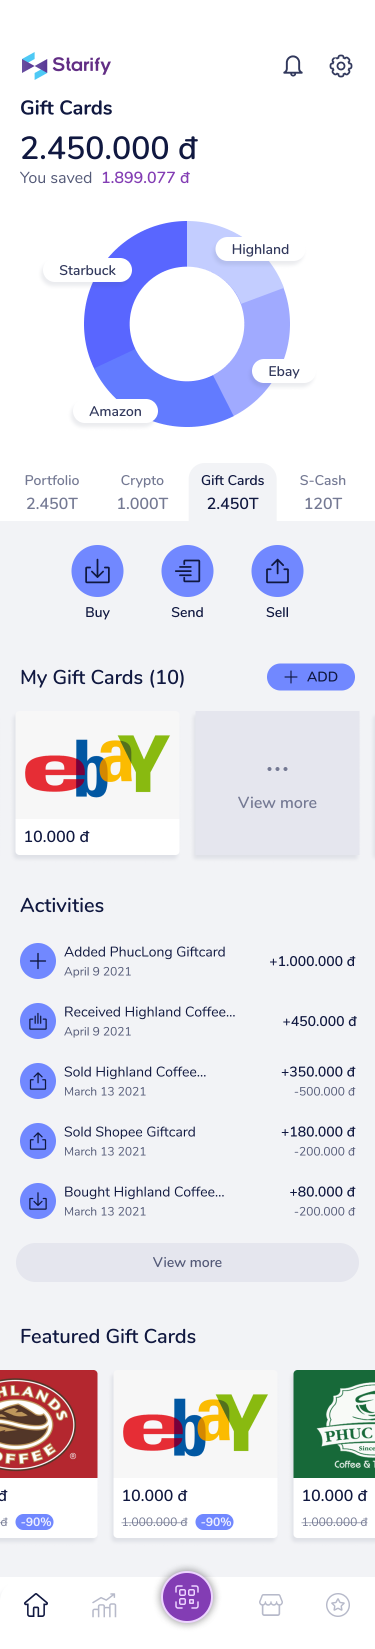 Starify
Gift Cards
2.450.000 đ
You saved 1.899.077 đ
Highland
Starbuck
Ebay
Amazon
Portfolio Crypto Gift Cards S-Cash
2.450T 1.000T 2.450T 120T
Buy Send Sell
My Gift Cards (10) + ADD
ebay
10.000 đ
...
View more
Activities
Added PhucLong Giftcard +1.000.000 đ
April 9 2021
Received Highland Coffee... +450.000 đ
April 9 2021
Sold Highland Coffee... +350.000 đ
March 13 2021 -500.000 đ
Sold Shopee Giftcard +180.000 đ
March 13 2021 -200.000 đ
Bought Highland Coffee... +80.000 đ
March 13 2021 -200.000 đ
View more
Featured Gift Cards
HLANDS
OFFEE ®
ebay
PHUC
Since
Coffee & T
đ 10.000 đ 10.000 đ
đ -90% 1.000.000 đ -90% 1.000.000 đ